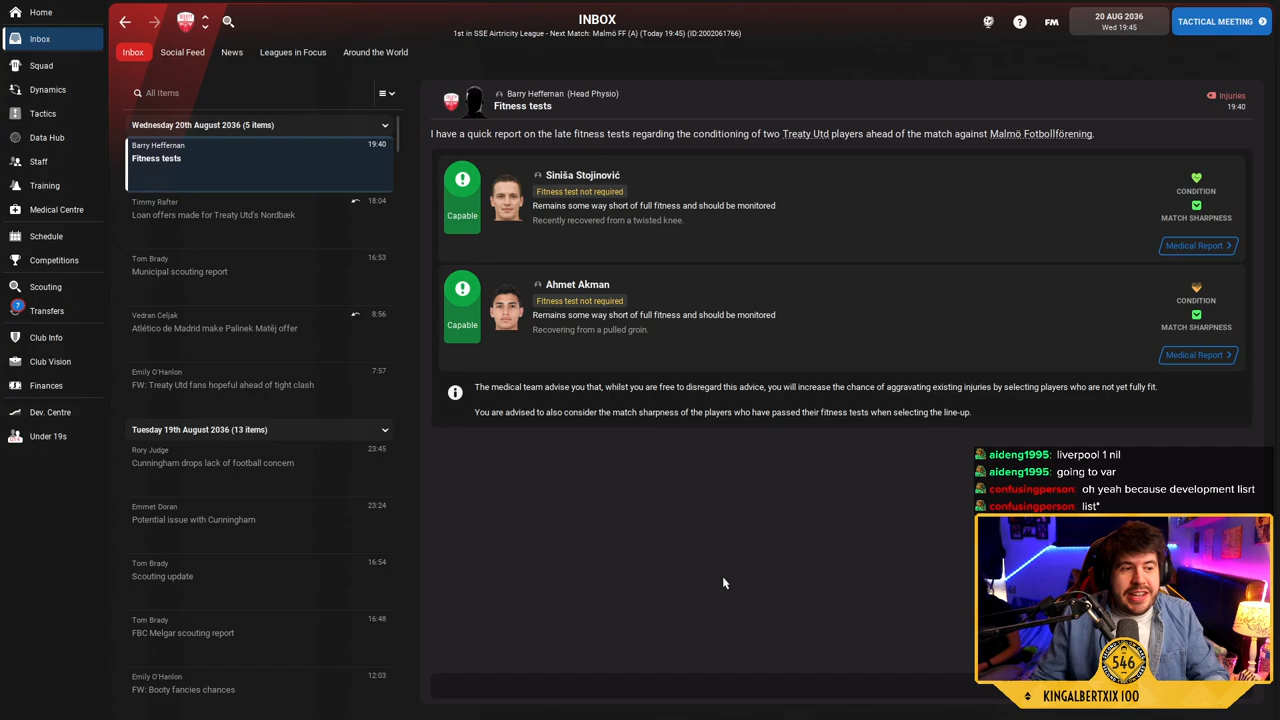 Home
Inbox
Squad
Dynamics
Tactics
Data Hub
Staff
Training
Medical Centre
Schedule
Competitions
Scouting
7
Transfers
Club Info
Club Vision
Finances
Dev. Centre
Under 19s
INBOX
1st in SSE Airtricity League - Next Match: Malmö FF (A) (Today 19:45) (ID:2002061766)
FM
20 AUG 2036
Wed 19:45
TACTICAL MEETING
Inbox
Social Feed
News
Leagues in Focus
Around the World
All Items
Wednesday 20th August 2036 (5 items)
Barry Heffernan
19:40
Fitness tests
Timmy Rafter
18:04
Loan offers made for Treaty Utd's Nordbæk
Tom Brady
16:53
Municipal scouting report
Vedran Celjak
8:56
Atlético de Madrid make Palinek Matěj offer
Emily O'Hanlon
7:57
FW: Treaty Utd fans hopeful ahead of tight clash
Tuesday 19th August 2036 (13 items)
Rory Judge
23:45
Cunningham drops lack of football concern
Emmet Doran
23:24
Potential issue with Cunningham
Tom Brady
16:54
Scouting update
Tom Brady
16:48
FBC Melgar scouting report
Emily O'Hanlon
12:03
FW: Booty fancies chances
Barry Heffernan (Head Physio)
Fitness tests
Injuries
19:40
I have a quick report on the late fitness tests regarding the conditioning of two Treaty Utd players ahead of the match against Malmö Fotbollförening.
Capable
Siniša Stojinović
Fitness test not required
Remains some way short of full fitness and should be monitored
Recently recovered from a twisted knee.
CONDITION
MATCH SHARPNESS
Medical Report
Capable
Ahmet Akman
Fitness test not required
Remains some way short of full fitness and should be monitored
Recovering from a pulled groin.
CONDITION
MATCH SHARPNESS
Medical Report
The medical team advise you that, whilst you are free to disregard this advice, you will increase the chance of aggravating existing injuries by selecting players who are not yet fully fit.
You are advised to also consider the match sharpness of the players who have passed their fitness tests when selecting the line-up.
aideng1995: liverpool 1 nil
aideng1995: going to var
confusingperson: oh yeah because development lisrt
confusingperson: list*
546
KINGALBERTXIX 100